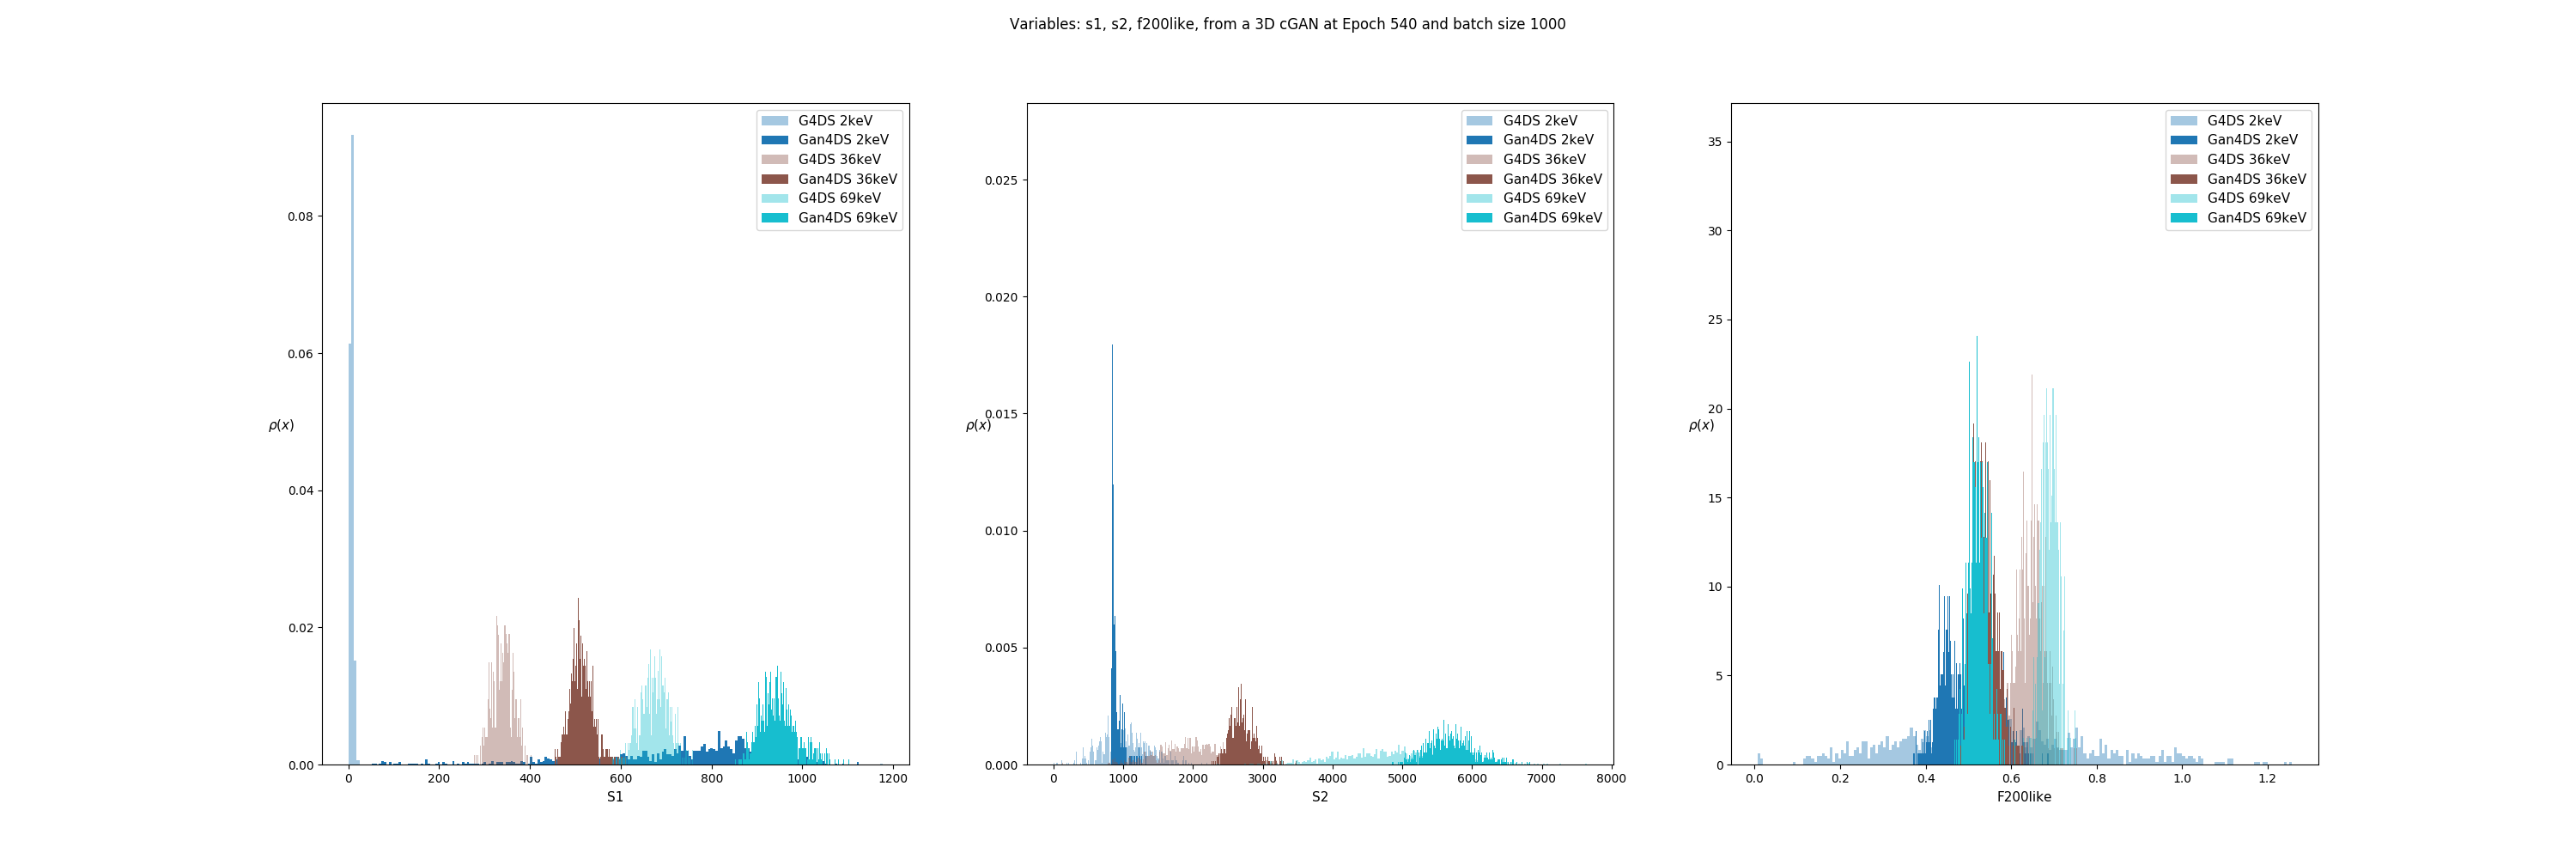 Variables: s1, s2, f200like, from a 3D cGAN at Epoch 540 and batch size 1000
G4DS 2keV
Gan4DS 2keV
G4DS 36keV
Gan4DS 36keV
G4DS 69keV
Gan4DS 69keV
0.08
0.06
ρ(x)
0.04
0.02
0.00
0 200 400 600 800 1000 1200
S1
G4DS 2keV
Gan4DS 2keV
G4DS 36keV
Gan4DS 36keV
G4DS 69keV
Gan4DS 69keV
0.025
0.020
0.015
ρ(x)
0.010
0.005
0.000
0 1000 2000 3000 4000 5000 6000 7000 8000
S2
G4DS 2keV
Gan4DS 2keV
G4DS 36keV
Gan4DS 36keV
G4DS 69keV
Gan4DS 69keV
35
30
25
20
ρ(x)
15
10
5
0
0.0 0.2 0.4 0.6 0.8 1.0 1.2
F200like